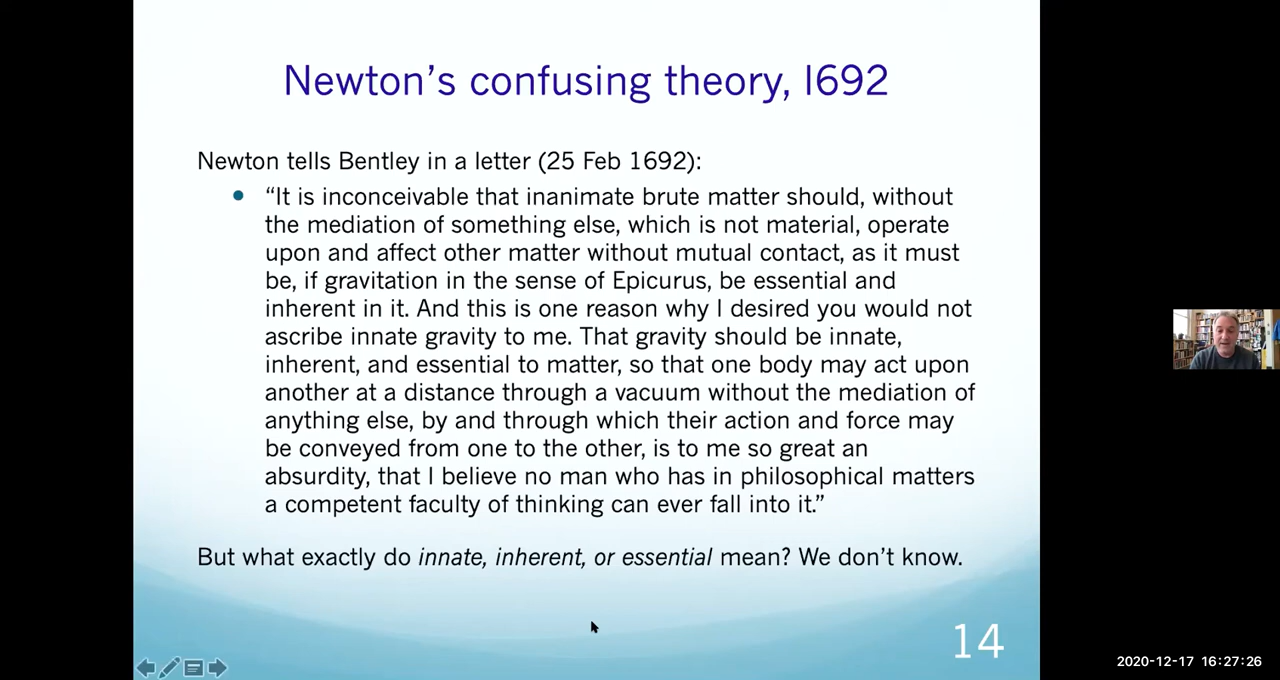 Newton’s confusing theory, 1692
Newton tells Bentley in a letter (25 Feb 1692):
“It is inconceivable that inanimate brute matter should, without
the mediation of something else, which is not material, operate
upon and affect other matter without mutual contact, as it must
be, if gravitation in the sense of Epicurus, be essential and
inherent in it. And this is one reason why I desired you would not
ascribe innate gravity to me. That gravity should be innate,
inherent, and essential to matter, so that one body may act upon
another at a distance through a vacuum without the mediation of
anything else, by and through which their action and force may
be conveyed from one to the other, is to me so great an
absurdity, that I believe no man who has in philosophical matters
a competent faculty of thinking can ever fall into it.”
But what exactly do innate, inherent, or essential mean? We don’t know.
14
2020-12-17 16:27:26